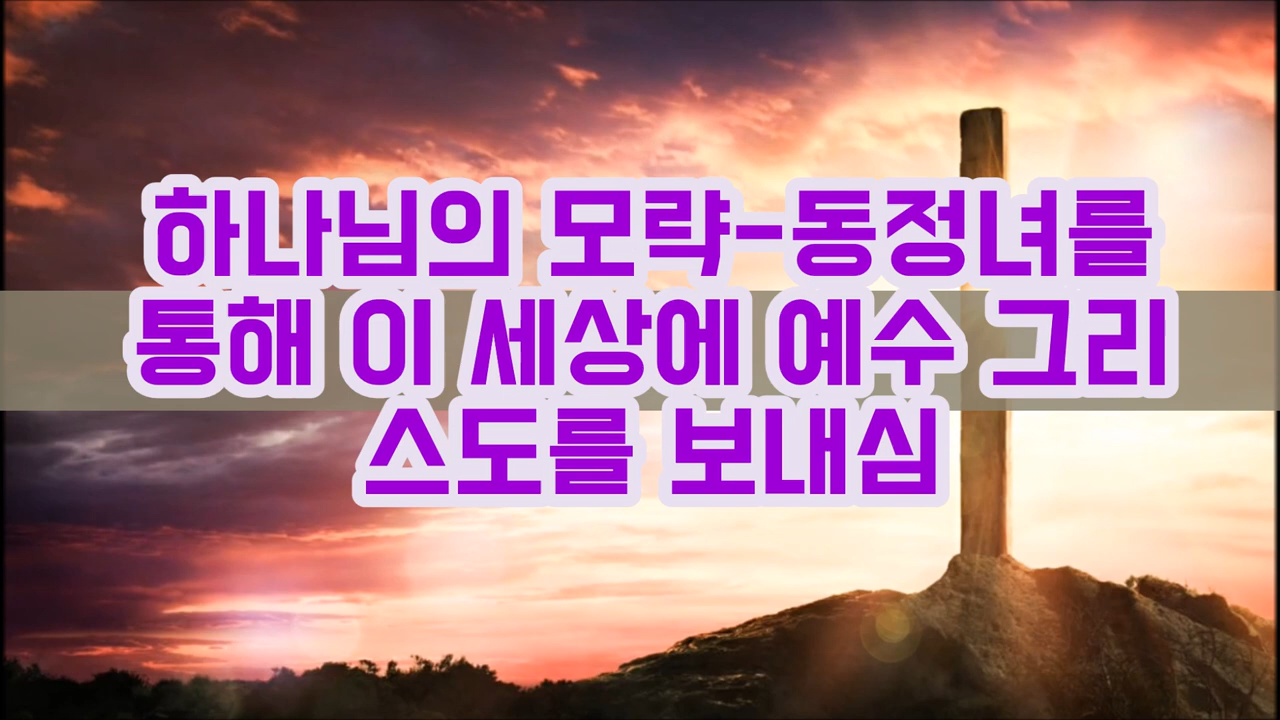 하나님의 모략-동정녀를
통해 이 세상에 예수 그리
스도를 보내심